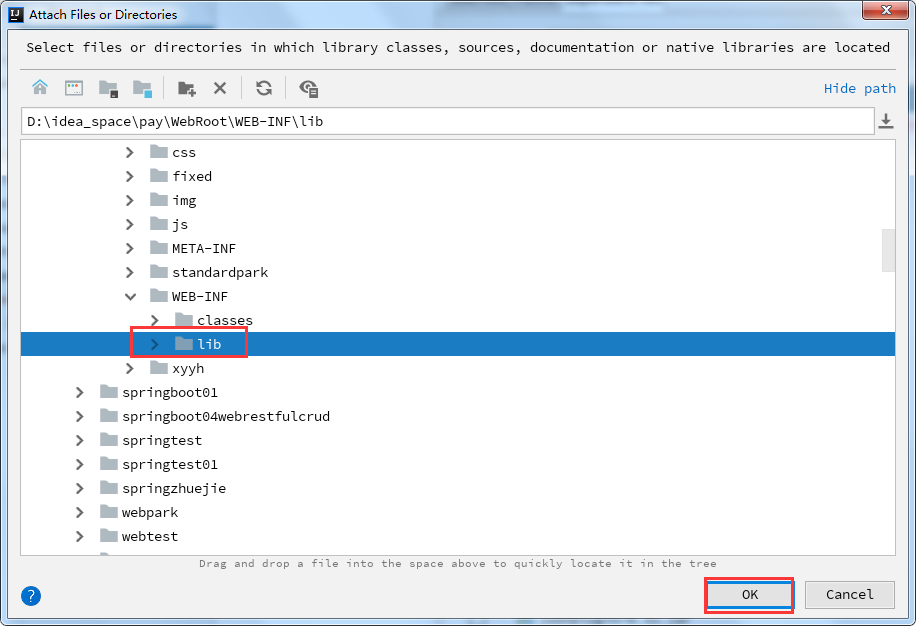 IJ Attach Files or Directories
Select files or directories in which library classes, sources, documentation or native libraries are located
Hide path
D:\idea_space\pay\WebRoot\WEB-INF\lib
css
fixed
img
js
META-INF
standardpark
WEB-INF
classes
lib
xyyh
springboot01
springboot04webrestfulcrud
springtest
springtest01
springzhuejie
webpark
webtest
Drag and drop a file into the space above to quickly locate it in the tree
?
OK
Cancel